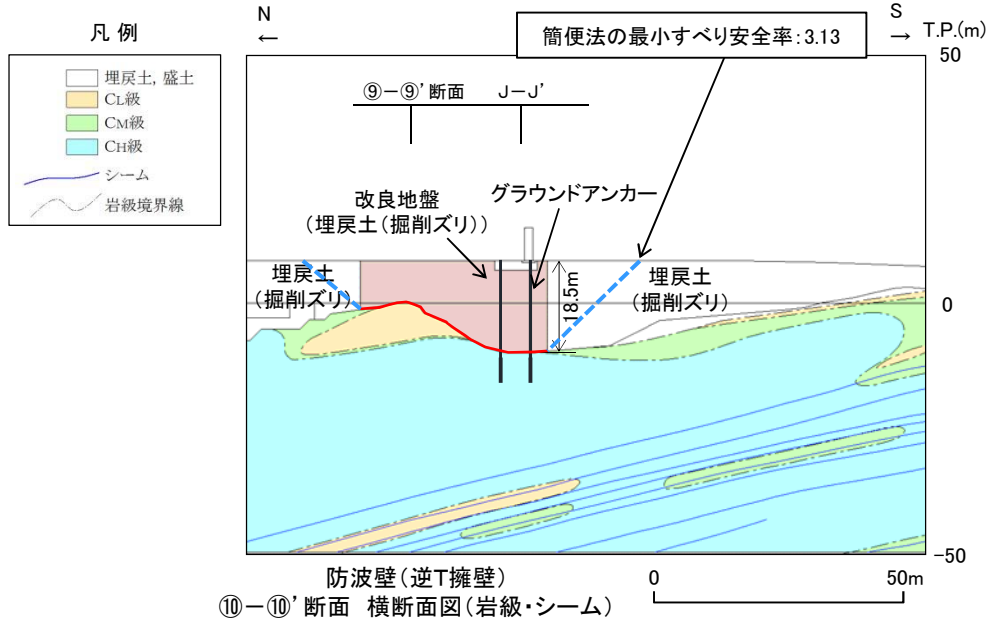 N
S
←
→
T.P.(m)
簡便法の最小すべり安全率:3.13
凡 例
埋戻土, 盛土
CL級
CM級
CH級
シーム
岩級境界線
50
⑨-⑨'断面
J-J'
改良地盤
(埋戻土(掘削ズリ))
グラウンドアンカー
埋戻土
(掘削ズリ)
18.5m
埋戻土
(掘削ズリ)
0
-50
防波壁(逆T擁壁)
⑩-⑩'断面 横断面図(岩級・シーム)
0
50m